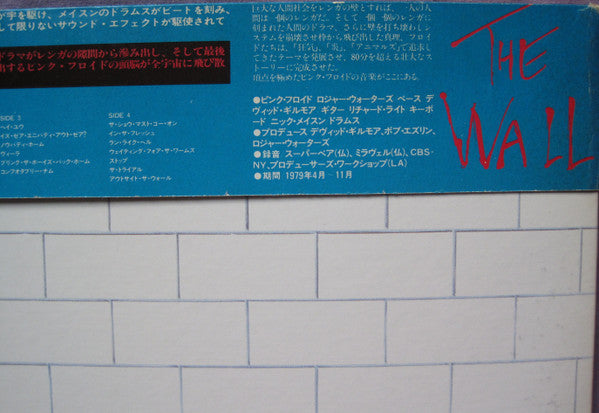 が宇を駆け、メイスンのドラムスがビートを刻み、
して限りないサウンド・エフェクトが駆使されて
ドラマがレンガの隙間から滲み出し、そして最後
出するピンク・フロイドの頭脳が全宇宙に飛び散
SIDE 3
ヘイ・ユウ
イズ・ゼア・エニバディ・アウト・ゼア?
ノウバディ・ホーム
ヴィーラ
ブリング・ザ・ボーイズ・バック・ホーム
コンフォタブリー・ナム
SIDE 4
ザ・ショウ・マスト・ゴー・オン
イン・ザ・フレッシュ
ラン・ライク・ヘル
ウェイティング・フォア・ザ・ワームズ
ストップ
ザ・トライアル
アウトサイド・ザ・ウォール
巨大な人間社会をレンガの壁とすれば、一人の人
間は一個のレンガだ。そして一個一個のレンガに
刻まれた人間のドラマ、さらに壁を打ち壊わしシ
ステムを崩壊させ枠から飛び出した真理。フロイ
ドたちは、「狂気」、「炎」、「アニマルズ」で追求し
てきたテーマを発展させ、80分を超える壮大なス
トーリーに完成させた。
頂点を極めたピンク・フロイドの音楽がここにある。
●ピンク・フロイド ロジャー・ウォーターズ ベース デ
ヴィッド・ギルモア ギター リチャード・ライト キー
ボード ニック・メイスン ドラムス
●プロデュース デヴィッド・ギルモア、ボブ・エズリン、
ロジャー・ウォーターズ
●録音 スーパーベア(仏)、ミラヴェル(仏)、CBS・
NY、プロデューサーズ・ワークショップ(LA)
●期間 1979年4月〜11月
THE
WALL